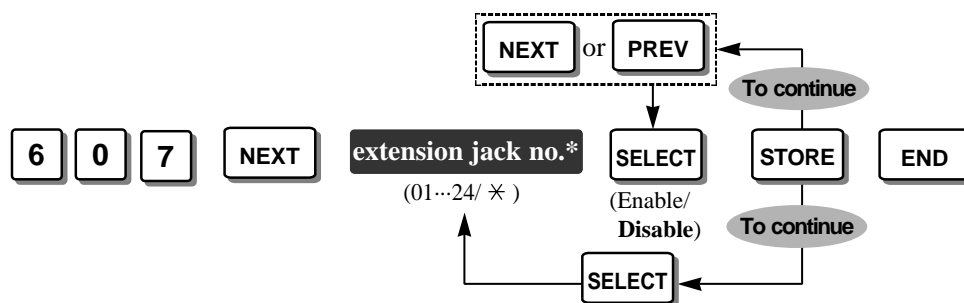 NEXT or PREV
To continue
6 0 7 NEXT extension jack no.* SELECT STORE END
(01···24/ ✳ )
(Enable/
Disable)
To continue
SELECT